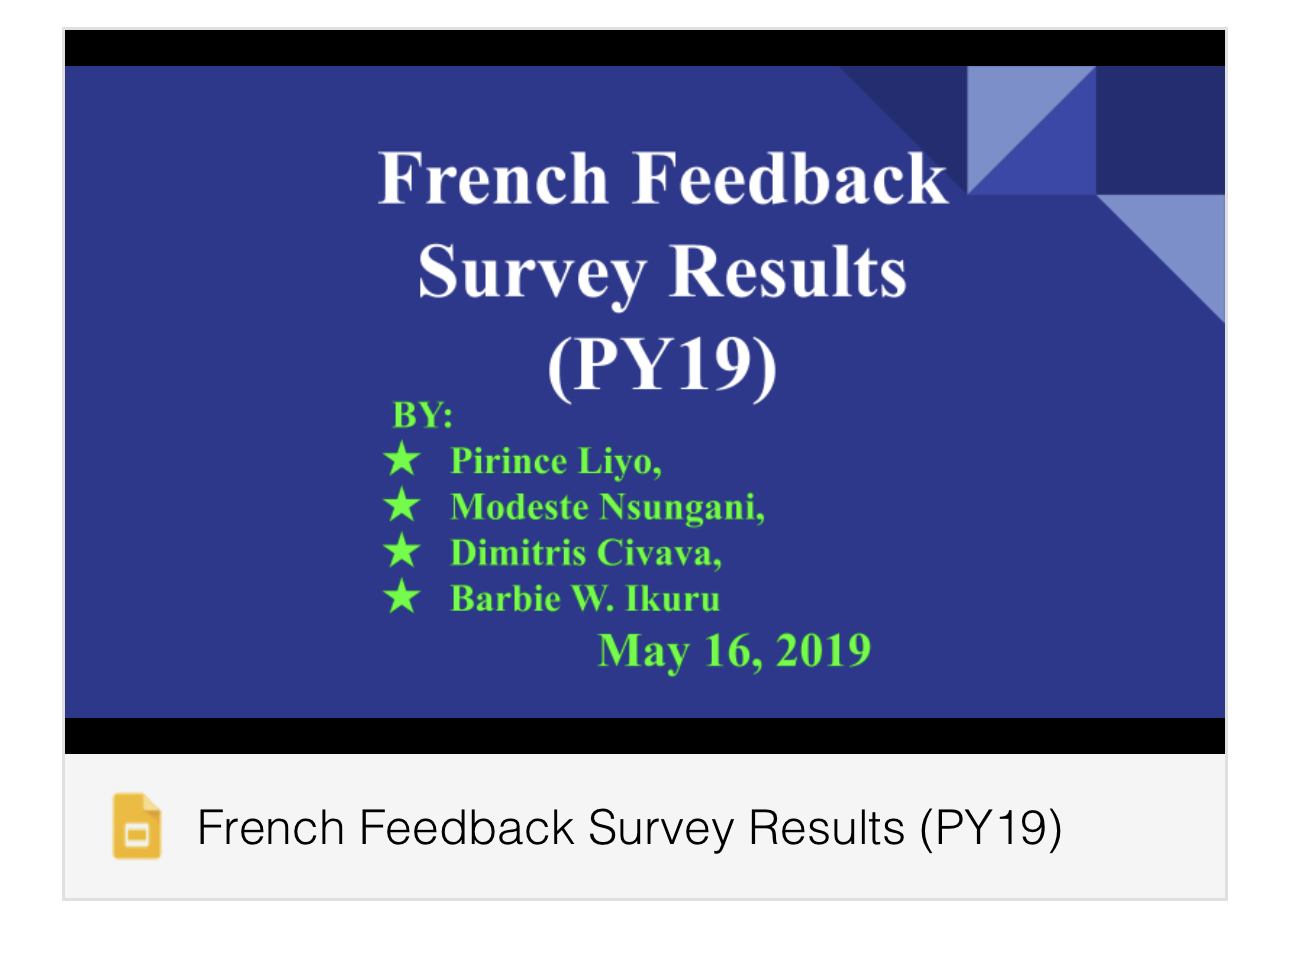 French Feedback
Survey Results
(PY19)
BY:
★ Pirince Liyo,
★ Modeste Nsungani,
★ Dimitris Civava,
★ Barbie W. Ikuru
May 16, 2019
French Feedback Survey Results (PY19)